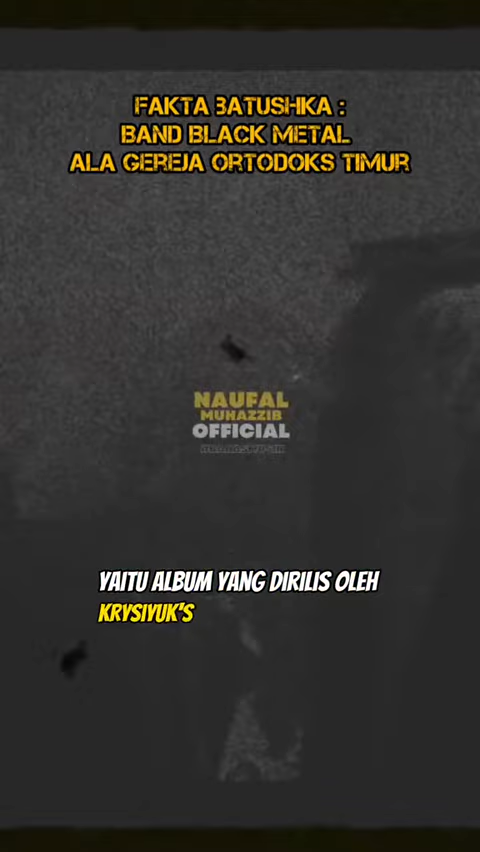 FAKTA BATUSHKA :
BAND BLACK METAL
ALA GEREJA ORTODOKS TIMUR
NAUFAL
MUHAZZIB
OFFICIAL
YAITU ALBUM YANG DIRILIS OLEH
KRYSIYUK'S